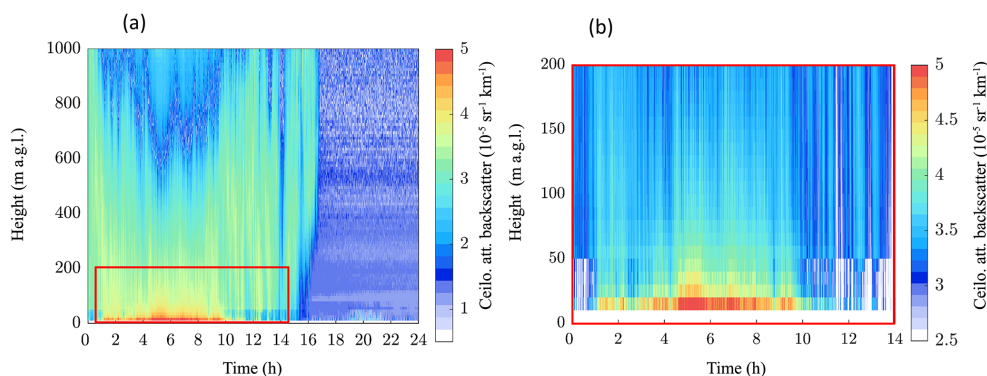 (a)
(b)
1000
800
600
400
200
0
Height (m a.g.l.)
0 2 4 6 8 10 12 14 16 18 20 22 24
Time (h)
5
4
3
2
1
Ceilo. att. backscatter (10⁻⁵ sr⁻¹ km⁻¹)
200
150
100
50
0
Height (m a.g.l.)
0 2 4 6 8 10 12 14
Time (h)
5
4.5
4
3.5
3
2.5
Ceilo. att. backscatter (10⁻⁵ sr⁻¹ km⁻¹)